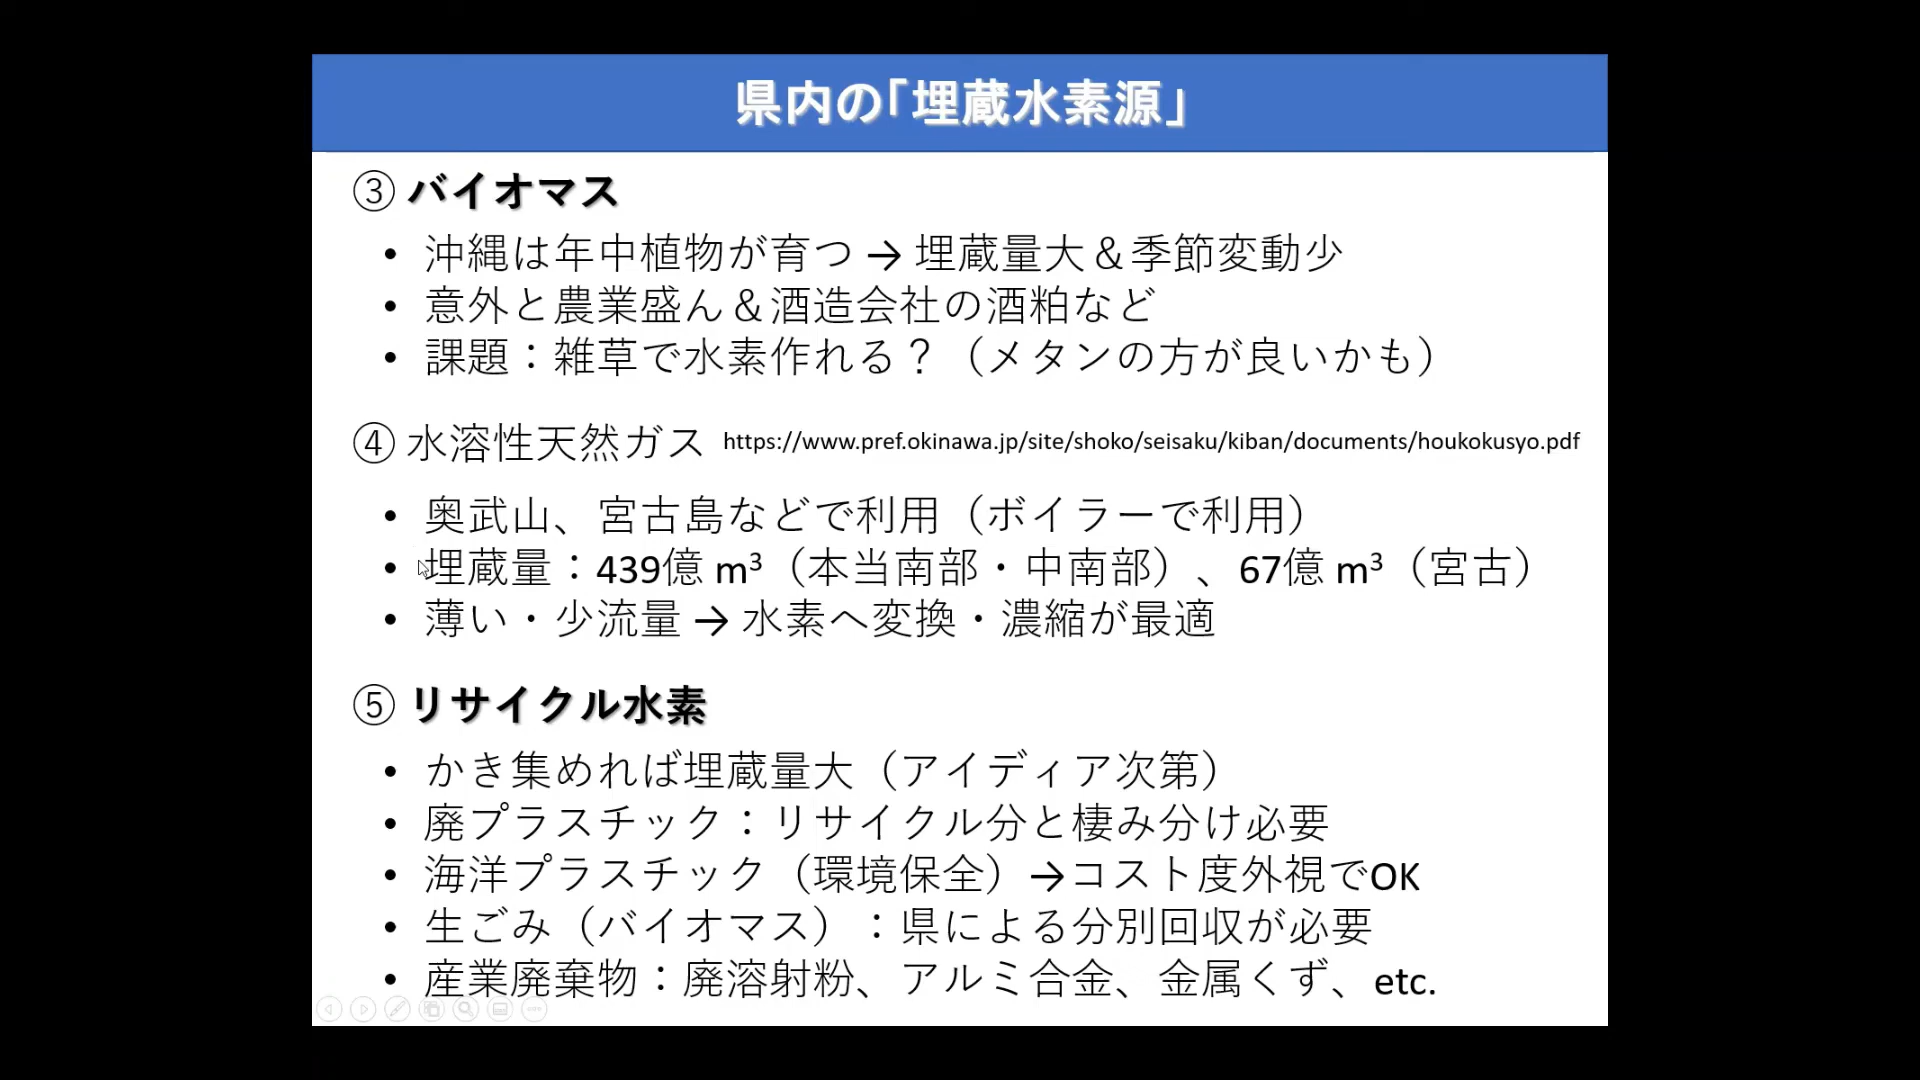 県内の「埋蔵水素源」
③ バイオマス
• 沖縄は年中植物が育つ → 埋蔵量大＆季節変動少
• 意外と農業盛ん＆酒造会社の酒粕など
• 課題：雑草で水素作れる？（メタンの方が良いかも）
④ 水溶性天然ガス https://www.pref.okinawa.jp/site/shoko/seisaku/kiban/documents/houkokusyo.pdf
• 奥武山、宮古島などで利用（ボイラーで利用）
• 埋蔵量：439億 m³（本当南部・中南部）、67億 m³（宮古）
• 薄い・少流量 → 水素へ変換・濃縮が最適
⑤ リサイクル水素
• かき集めれば埋蔵量大（アイディア次第）
• 廃プラスチック：リサイクル分と棲み分け必要
• 海洋プラスチック（環境保全）→コスト度外視でOK
• 生ごみ（バイオマス）：県による分別回収が必要
• 産業廃棄物：廃溶射粉、アルミ合金、金属くず、etc.